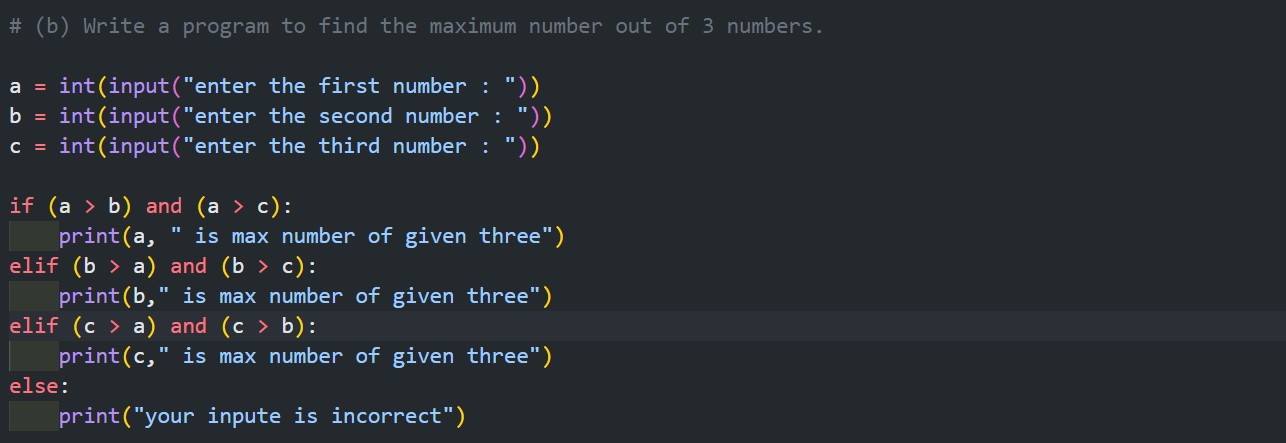 # (b) Write a program to find the maximum number out of 3 numbers.
a = int(input("enter the first number : "))
b = int(input("enter the second number : "))
c = int(input("enter the third number : "))
if (a > b) and (a > c):
    print(a, " is max number of given three")
elif (b > a) and (b > c):
    print(b," is max number of given three")
elif (c > a) and (c > b):
    print(c," is max number of given three")
else:
    print("your inpute is incorrect")